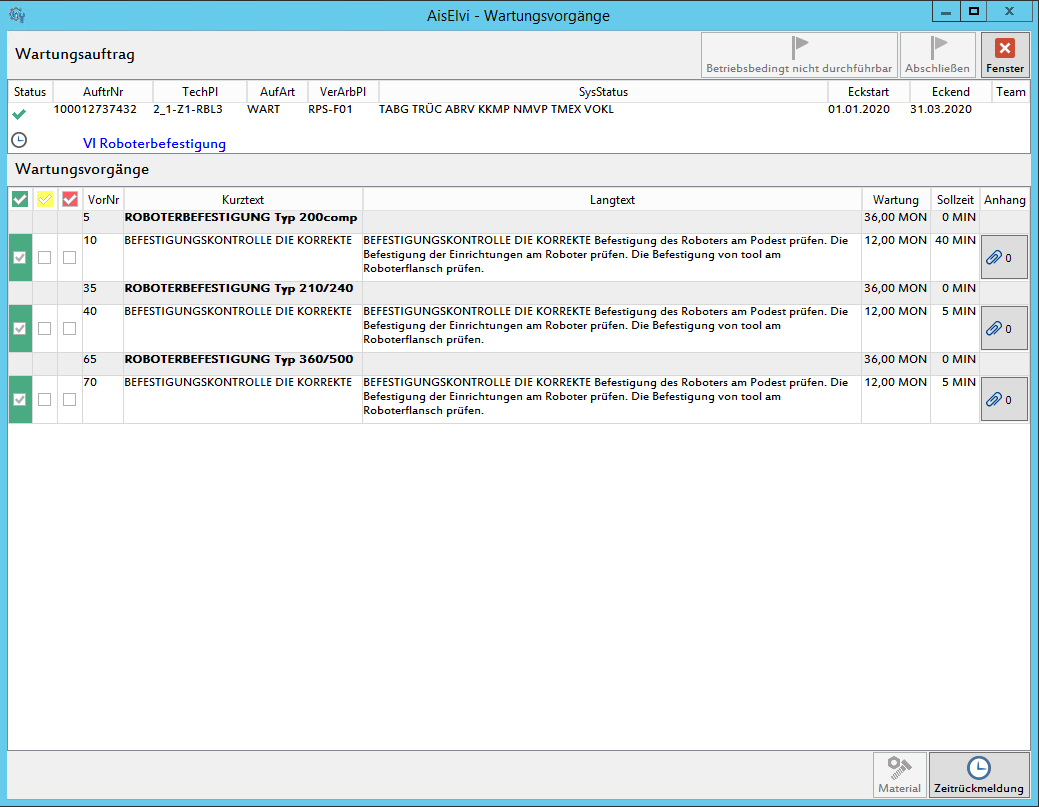 AisElvi - Wartungsvorgänge
Wartungsauftrag
Betriebsbedingt nicht durchführbar
Abschließen
Fenster
Status AuftrNr TechPl AufArt VerArbPl SysStatus Eckstart Eckend Team
100012737432 2_1-Z1-RBL3 WART RPS-F01 TABG TRÜC ABRV KKMP NMVP TMEX VOKL 01.01.2020 31.03.2020
VI Roboterbefestigung
Wartungsvorgänge
VorNr Kurztext Langtext Wartung Sollzeit Anhang
5 ROBOTERBEFESTIGUNG Typ 200comp 36,00 MON 0 MIN
10 BEFESTIGUNGSKONTROLLE DIE KORREKTE BEFESTIGUNGSKONTROLLE DIE KORREKTE Befestigung des Roboters am Podest prüfen. Die 12,00 MON 40 MIN
Befestigung der Einrichtungen am Roboter prüfen. Die Befestigung von tool am
0
Roboterflansch prüfen.
35 ROBOTERBEFESTIGUNG Typ 210/240 36,00 MON 0 MIN
40 BEFESTIGUNGSKONTROLLE DIE KORREKTE BEFESTIGUNGSKONTROLLE DIE KORREKTE Befestigung des Roboters am Podest prüfen. Die 12,00 MON 5 MIN
Befestigung der Einrichtungen am Roboter prüfen. Die Befestigung von tool am
0
Roboterflansch prüfen.
65 ROBOTERBEFESTIGUNG Typ 360/500 36,00 MON 0 MIN
70 BEFESTIGUNGSKONTROLLE DIE KORREKTE BEFESTIGUNGSKONTROLLE DIE KORREKTE Befestigung des Roboters am Podest prüfen. Die 12,00 MON 5 MIN
Befestigung der Einrichtungen am Roboter prüfen. Die Befestigung von tool am
0
Roboterflansch prüfen.
Material
Zeitrückmeldung